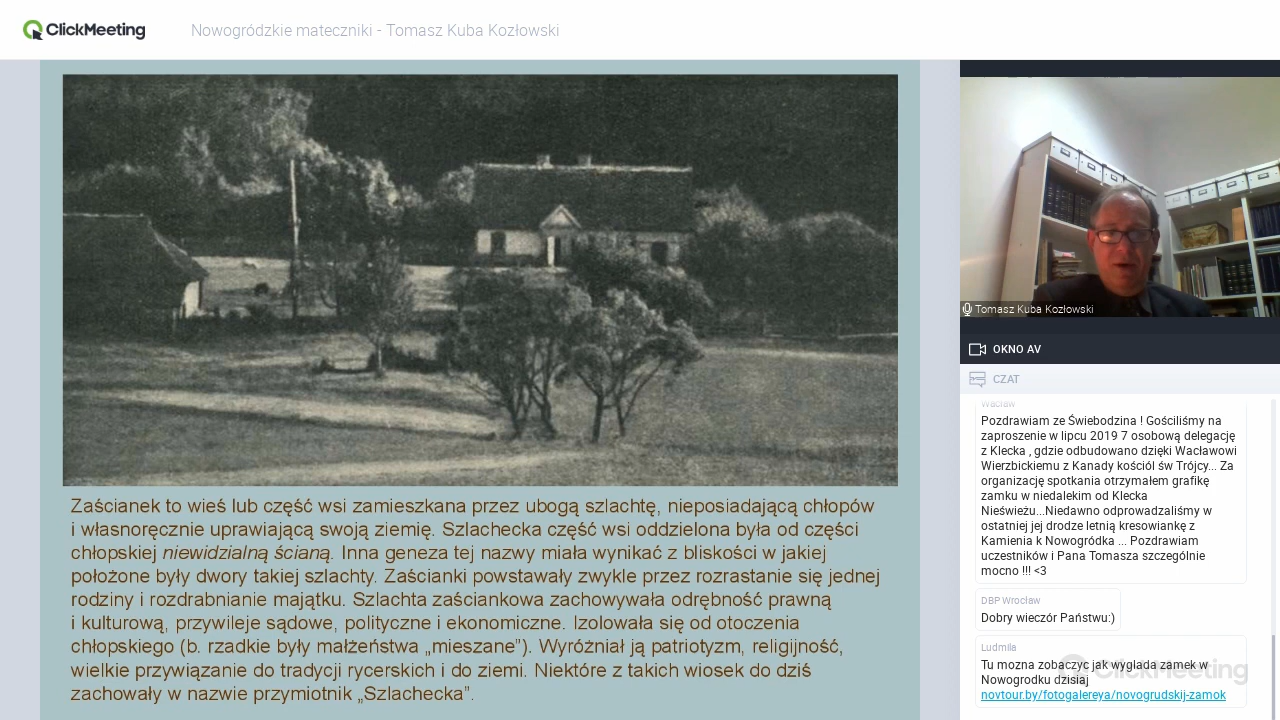 ClickMeeting
Nowogródzkie mateczniki - Tomasz Kuba Kozłowski
Zaścianek to wieś lub część wsi zamieszkana przez ubogą szlachtę, nieposiadającą chłopów
i własnoręcznie uprawiającą swoją ziemię. Szlachecka część wsi oddzielona była od części
chłopskiej niewidzialną ścianą. Inna geneza tej nazwy miała wynikać z bliskości w jakiej
położone były dwory takiej szlachty. Zaścianki powstawały zwykle przez rozrastanie się jednej
rodziny i rozdrabnianie majątku. Szlachta zaściankowa zachowywała odrębność prawną
i kulturową, przywileje sądowe, polityczne i ekonomiczne. Izolowała się od otoczenia
chłopskiego (b. rzadkie były małżeństwa „mieszane”). Wyróżniał ją patriotyzm, religijność,
wielkie przywiązanie do tradycji rycerskich i do ziemi. Niektóre z takich wiosek do dziś
zachowały w nazwie przymiotnik „Szlachecka”.
Tomasz Kuba Kozłowski
OKNO AV
CZAT
Wacław
Pozdrawiam ze Świebodzina ! Gościliśmy na
zaproszenie w lipcu 2019 7 osobową delegację
z Klecka , gdzie odbudowano dzięki Wacławowi
Wierzbickiemu z Kanady kościól św Trójcy... Za
organizację spotkania otrzymałem grafikę
zamku w niedalekim od Klecka
Nieświeżu...Niedawno odprowadzaliśmy w
ostatniej jej drodze letnią kresowiankę z
Kamienia k Nowogródka ... Pozdrawiam
uczestników i Pana Tomasza szczególnie
mocno !!! <3
DBP Wrocław
Dobry wieczór Państwu:)
Ludmila
Tu mozna zobaczyc jak wyglada zamek w
Nowogrodku dzisiaj
novtour.by/fotogalereya/novogrudskij-zamok
ClickMeeting